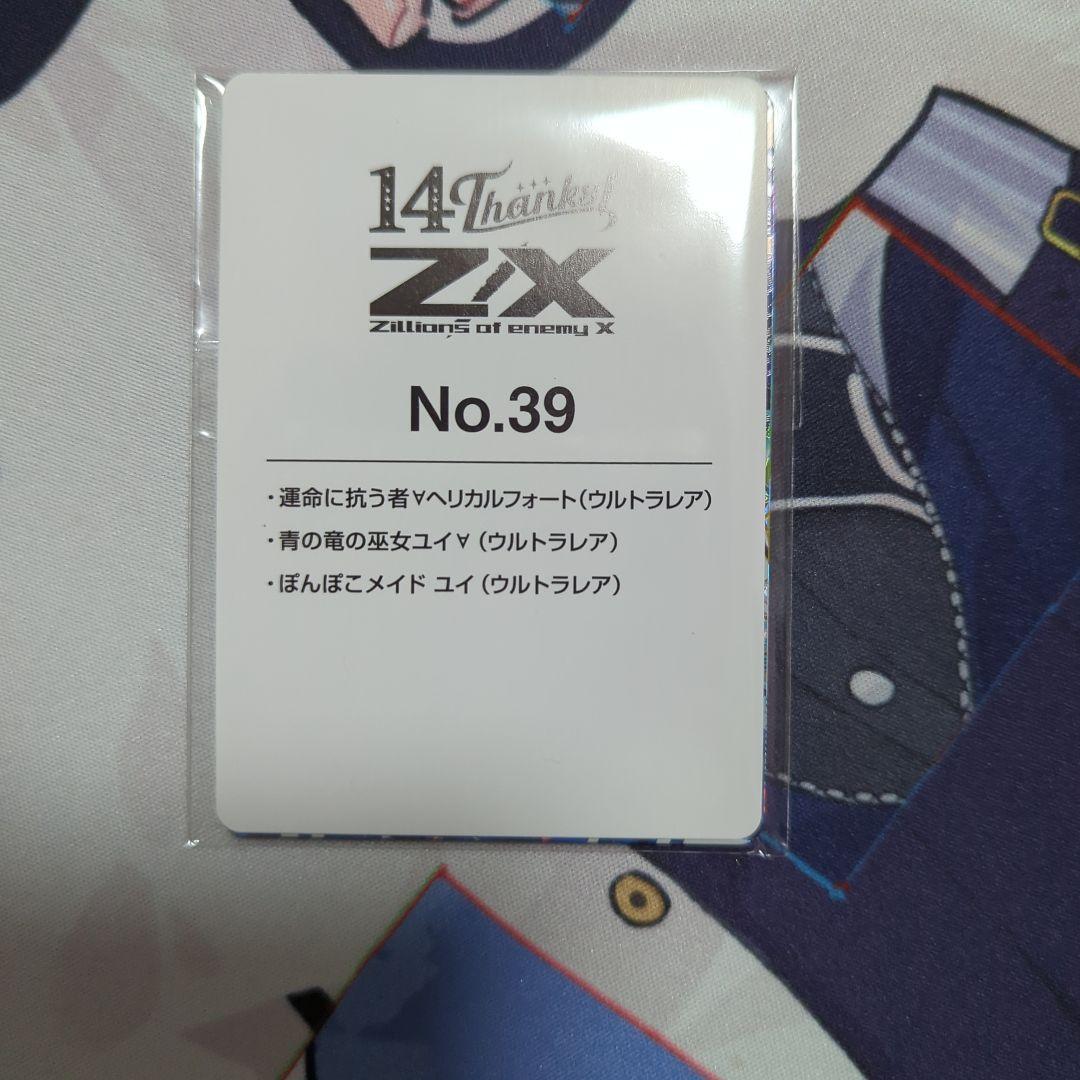 14 Thanks!
Z/X
Zillions of enemy X
No.39
・運命に抗う者∀ヘリカルフォート(ウルトラレア)
・青の竜の巫女ユイ∀(ウルトラレア)
・ぽんぽこメイド ユイ(ウルトラレア)